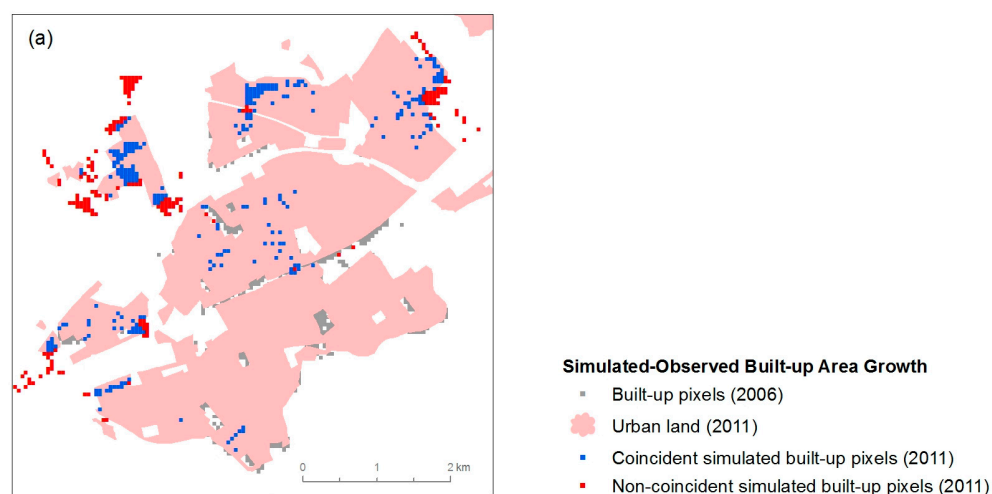 (a)
0 1 2 km
Simulated-Observed Built-up Area Growth
Built-up pixels (2006)
Urban land (2011)
Coincident simulated built-up pixels (2011)
Non-coincident simulated built-up pixels (2011)